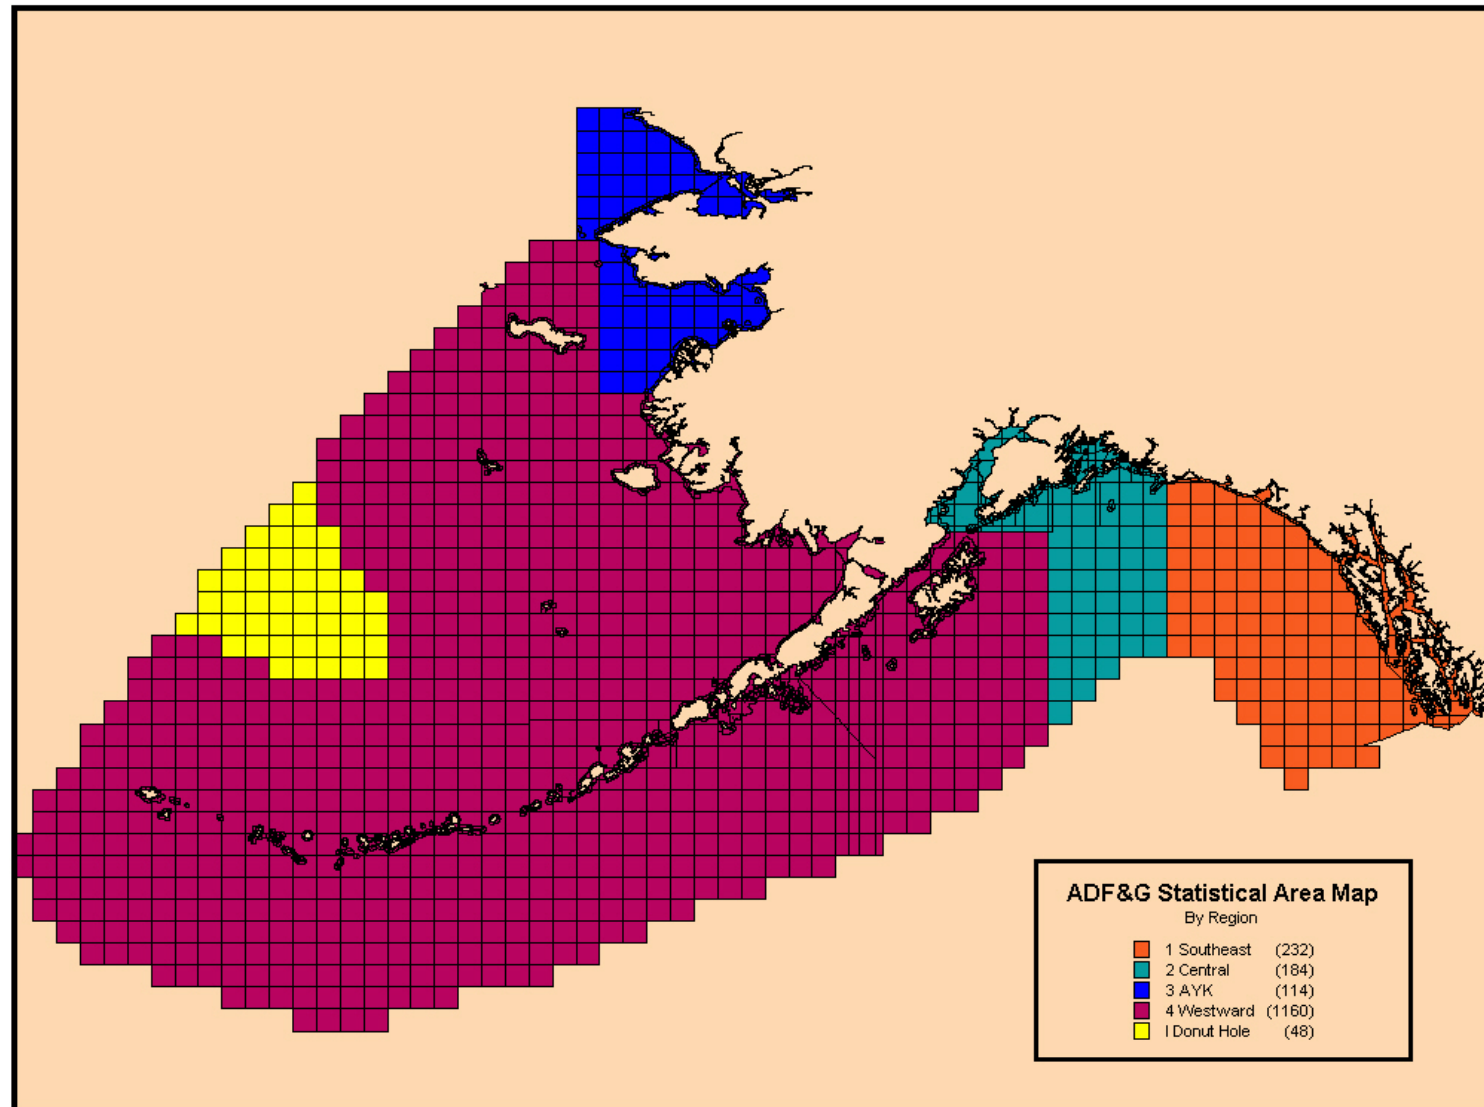 ADF&G Statistical Area Map
By Region
1 Southeast (232)
2 Central (184)
3 AYK (114)
4 Westward (1160)
I Donut Hole (48)